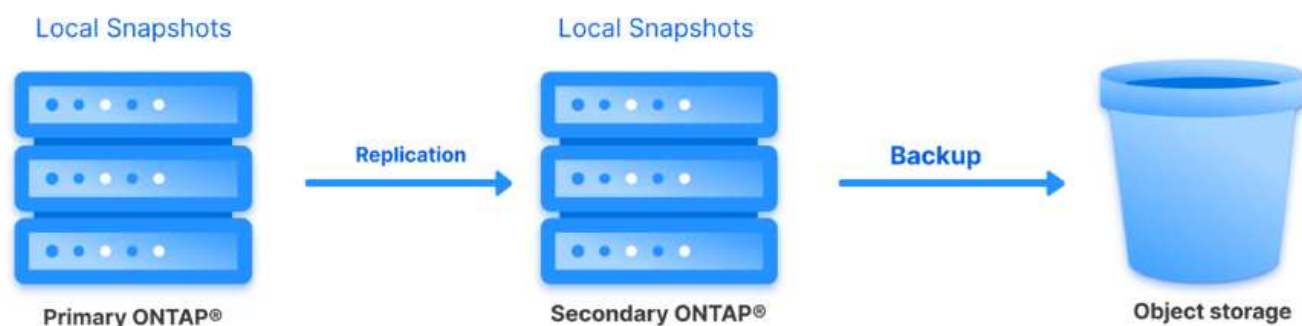 Local Snapshots
Local Snapshots
Replication
Backup
Primary ONTAP®
Secondary ONTAP®
Object storage